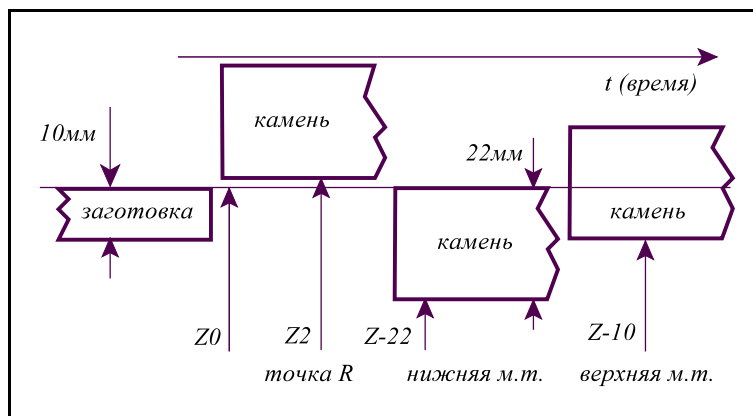 t (время)
10мм
камень
22мм
заготовка
камень
камень
Z0
Z2
Z-22
Z-10
точка R
нижняя м.т.
верхняя м.т.